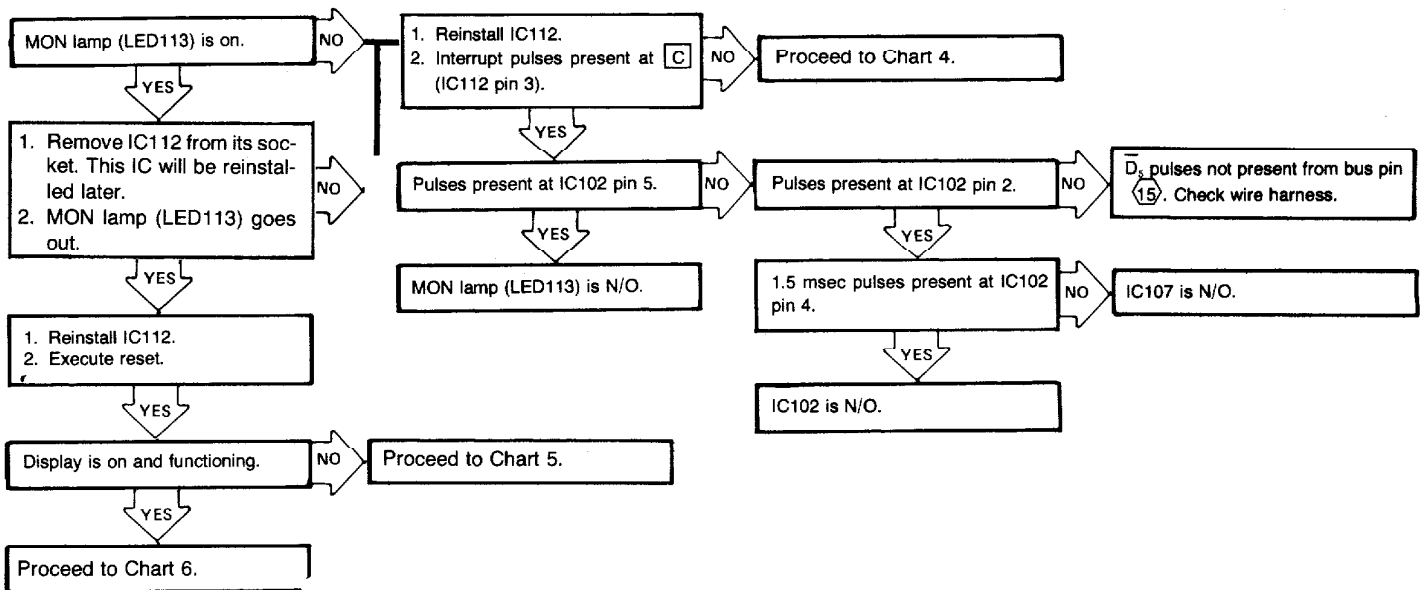 MON lamp (LED113) is on.
NO
YES
1. Remove IC112 from its soc-
ket. This IC will be reinstal-
led later.
2. MON lamp (LED113) goes
out.
NO
YES
1. Reinstall IC112.
2. Execute reset.
YES
Display is on and functioning.
NO
Proceed to Chart 5.
YES
Proceed to Chart 6.
1. Reinstall IC112.
2. Interrupt pulses present at C
(IC112 pin 3).
NO
Proceed to Chart 4.
YES
Pulses present at IC102 pin 5.
NO
YES
MON lamp (LED113) is N/O.
Pulses present at IC102 pin 2.
NO
D̅₅ pulses not present from bus pin
15. Check wire harness.
YES
1.5 msec pulses present at IC102
pin 4.
NO
IC107 is N/O.
YES
IC102 is N/O.